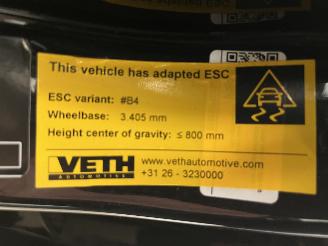 This vehicle has adapted ESC
ESC variant: #B4
Wheelbase: 3.405 mm
Height center of gravity: ≤ 800 mm
VETH
AUTOMOTIVE
www.vethautomotive.com
+31 26 - 3230000